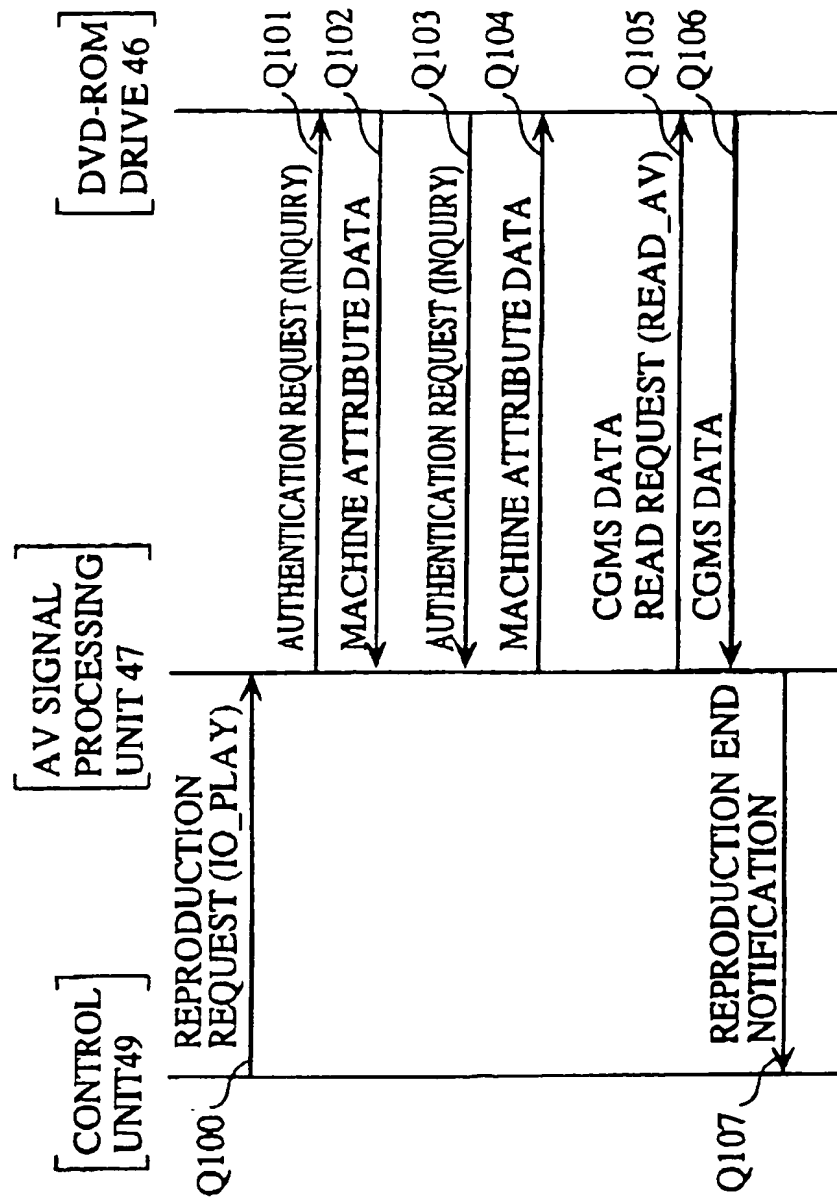 CONTROL
UNIT49
AV SIGNAL
PROCESSING
UNIT 47
DVD-ROM
DRIVE 46
Q100
REPRODUCTION
REQUEST (IO_PLAY)
AUTHENTICATION REQUEST (INQUIRY)
Q101
MACHINE ATTRIBUTE DATA
Q102
AUTHENTICATION REQUEST (INQUIRY)
Q103
MACHINE ATTRIBUTE DATA
Q104
CGMS DATA
READ REQUEST (READ_AV)
Q105
CGMS DATA
Q106
REPRODUCTION END
NOTIFICATION
Q107